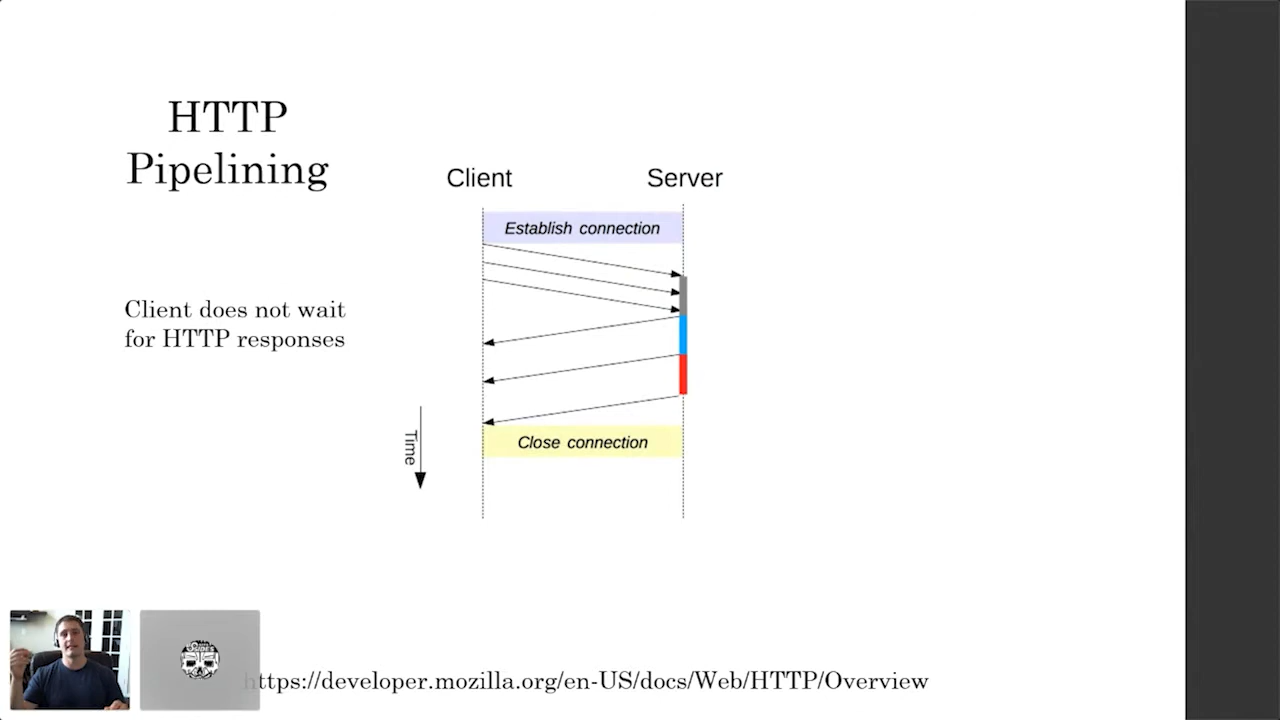 HTTP
Pipelining
Client
Server
Establish connection
Client does not wait
for HTTP responses
Time
Close connection
SIDES
https://developer.mozilla.org/en-US/docs/Web/HTTP/Overview